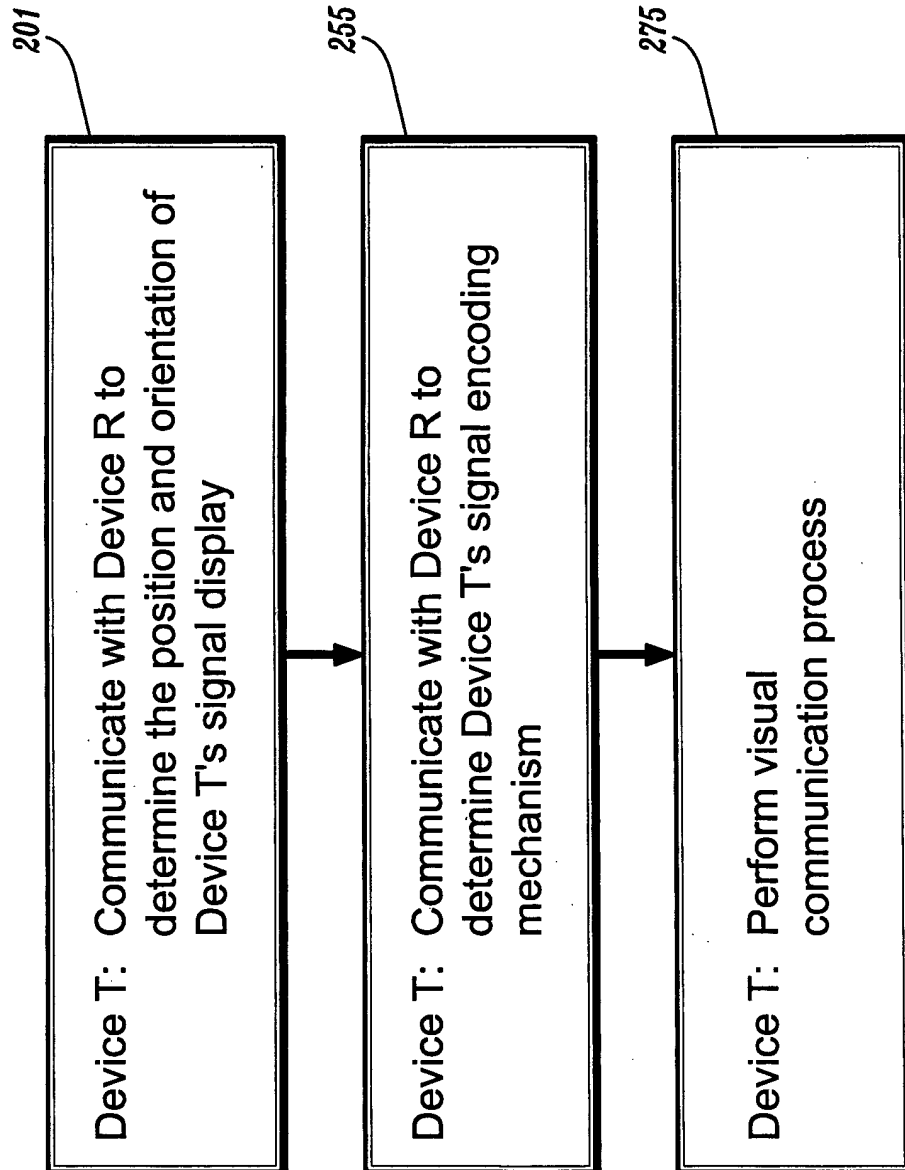 201
Device T: Communicate with Device R to
determine the position and orientation of
Device T's signal display
255
Device T: Communicate with Device R to
determine Device T's signal encoding
mechanism
275
Device T: Perform visual
communication process